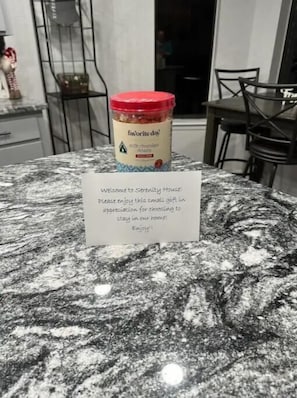 favorite day
Welcome to Serenity House!
Please enjoy this small gift in
appreciation for choosing to
stay in our home!
Enjoy!